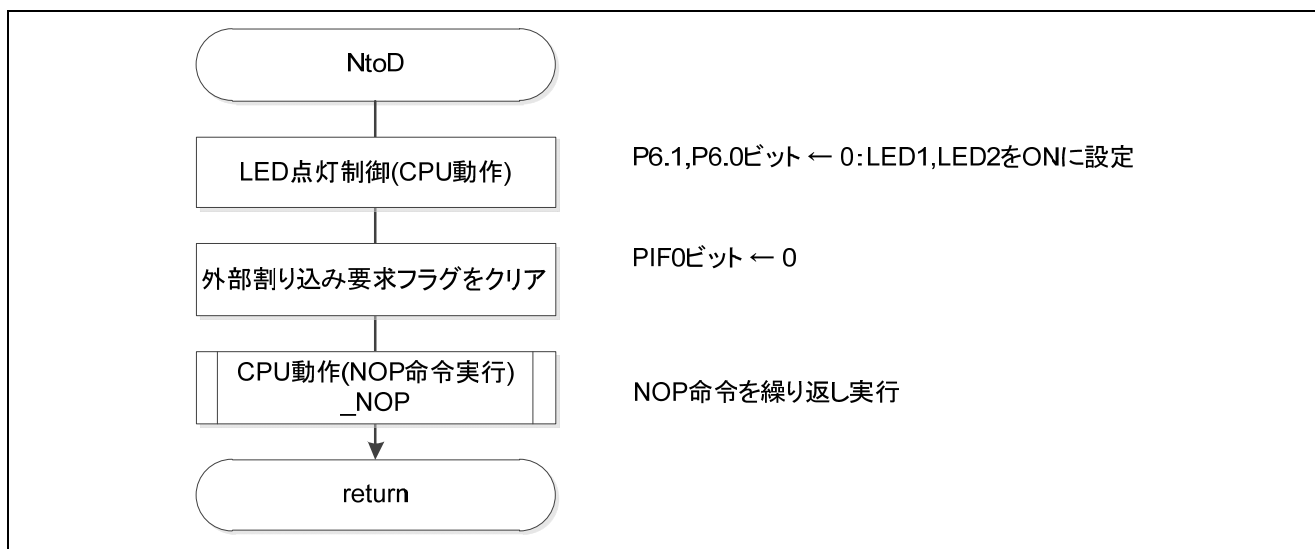 NtoD
LED点灯制御(CPU動作)
P6.1,P6.0ビット ← 0:LED1,LED2をONに設定
外部割り込み要求フラグをクリア
PIF0ビット ← 0
CPU動作(NOP命令実行)
_NOP
NOP命令を繰り返し実行
return